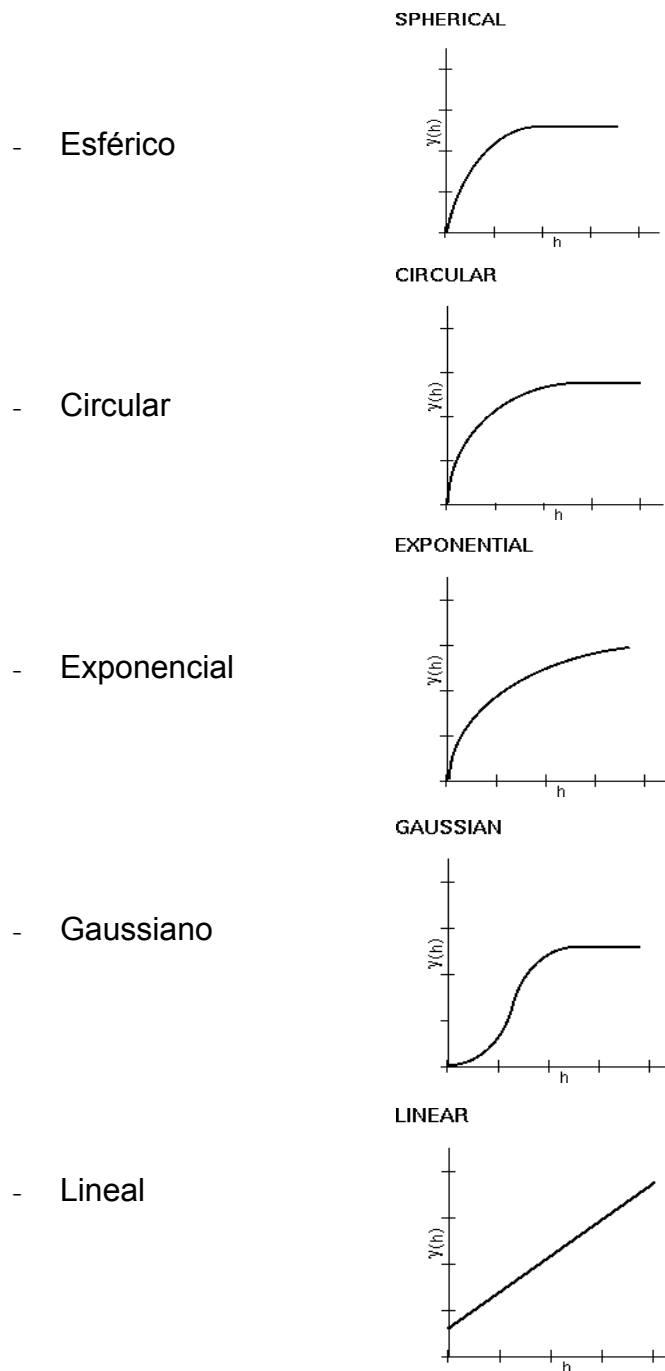 SPHERICAL
- Esférico
γ(h)
h
CIRCULAR
- Circular
γ(h)
h
EXPONENTIAL
- Exponencial
γ(h)
h
GAUSSIAN
- Gaussiano
γ(h)
h
LINEAR
- Lineal
γ(h)
h